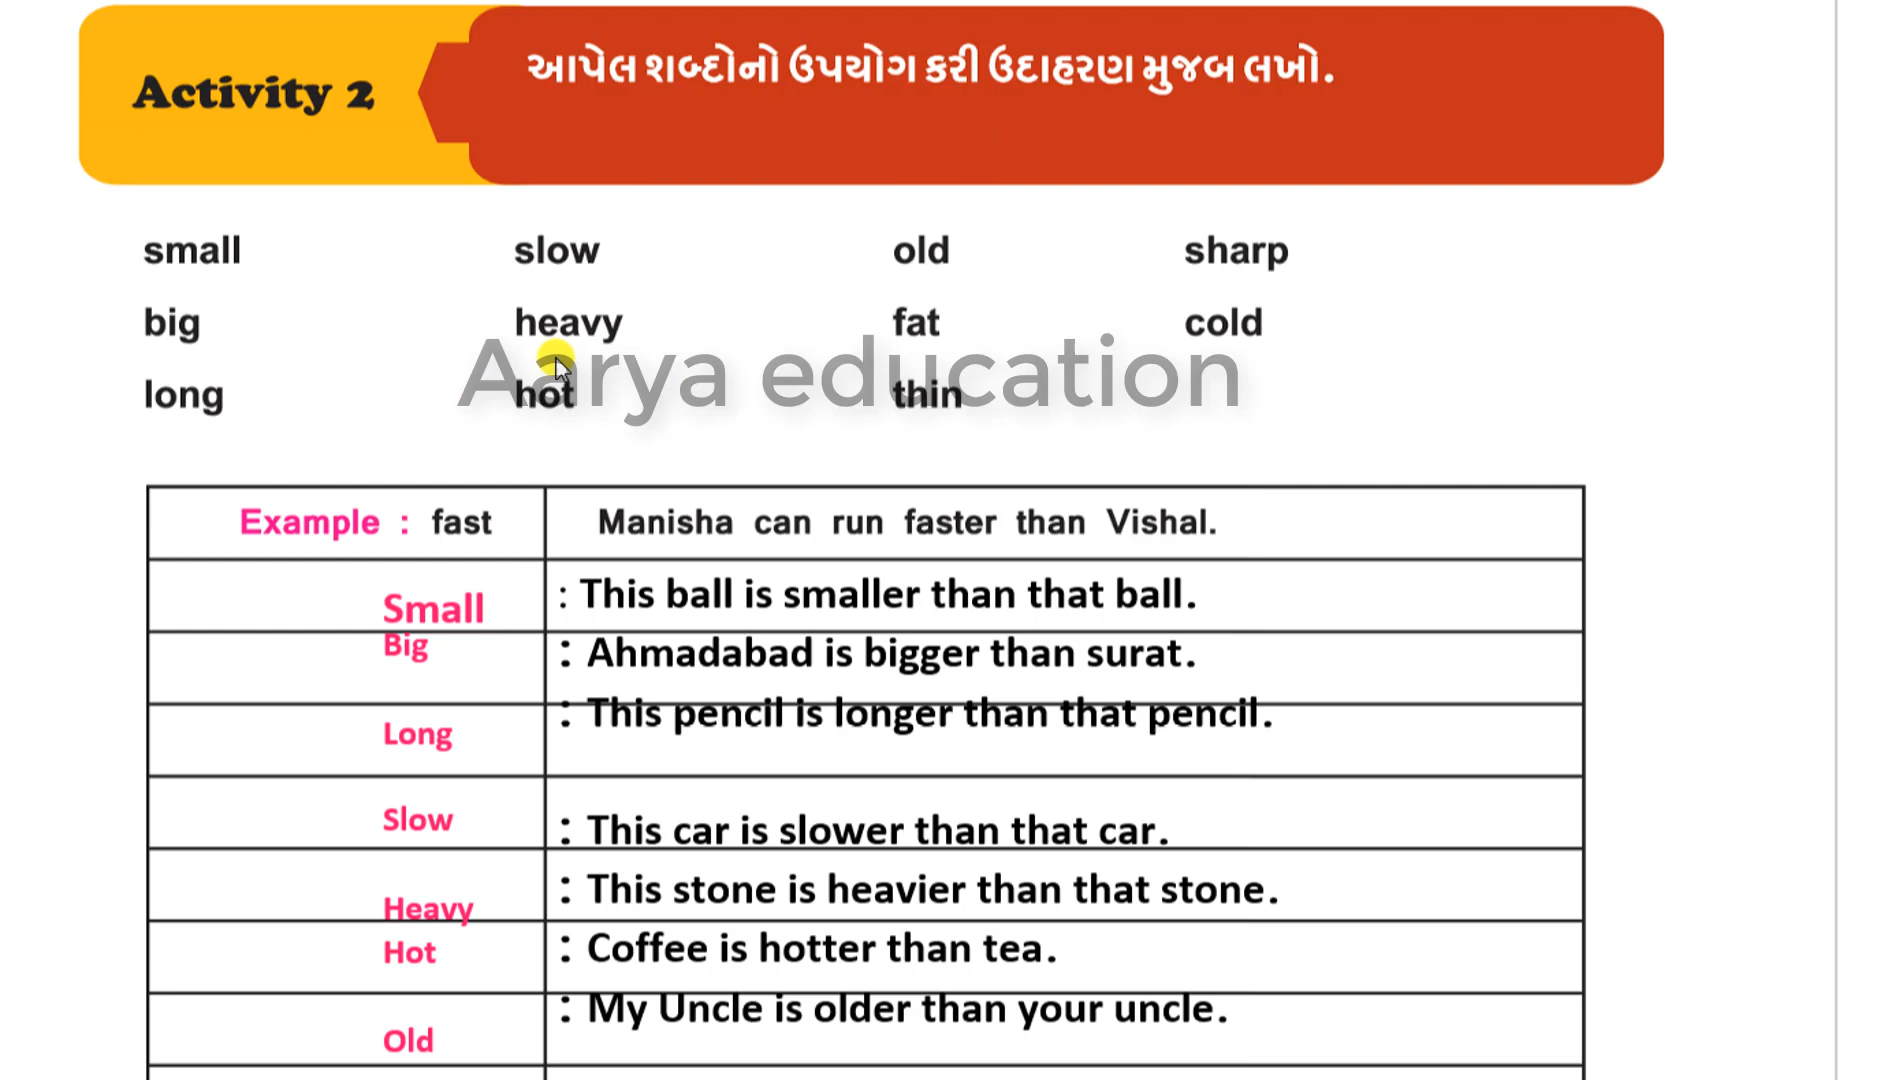 Activity 2
આપેલ શબ્દોનો ઉપયોગ કરી ઉદાહરણ મુજબ લખો.
small slow old sharp
big heavy fat cold
Aarya education
long hot thin
Example : fast Manisha can run faster than Vishal.
Small : This ball is smaller than that ball.
Big : Ahmadabad is bigger than surat.
Long : This pencil is longer than that pencil.
Slow : This car is slower than that car.
Heavy : This stone is heavier than that stone.
Hot : Coffee is hotter than tea.
Old : My Uncle is older than your uncle.